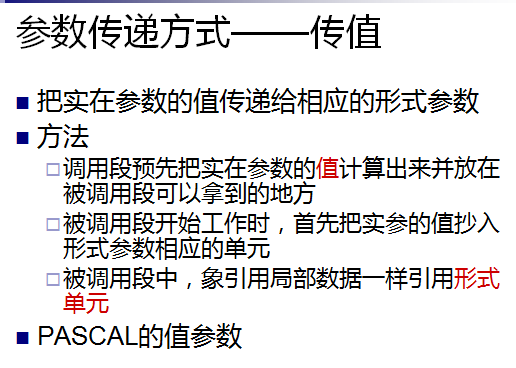 参数传递方式——传值
把实在参数的值传递给相应的形式参数
方法
调用段预先把实在参数的值计算出来并放在
被调用段可以拿到的地方
被调用段开始工作时，首先把实参的值抄入
形式参数相应的单元
被调用段中，象引用局部数据一样引用形式
单元
PASCAL的值参数